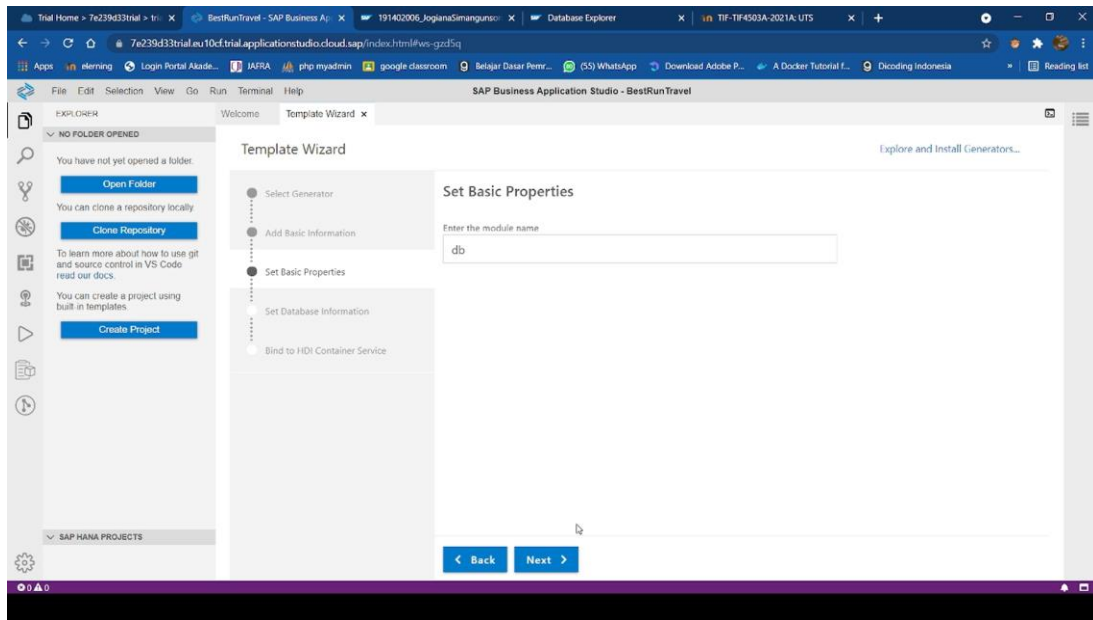 Trial Home > 7e239d33trial > tri
BestRunTravel - SAP Business Ap
191402006_JogianaSimangunso
Database Explorer
TIF-TIF4503A-2021A: UTS
7e239d33trial.eu10cf.trial.applicationstudio.cloud.sap/index.html#ws-gzd5q
Apps
elerning
Login Portal Akade...
JAFRA
php myadmin
google classroom
Belajar Dasar Pemr...
(55) WhatsApp
Download Adobe P...
A Docker Tutorial f...
Dicoding Indonesia
»
Reading list
File Edit Selection View Go Run Terminal Help
SAP Business Application Studio - BestRunTravel
EXPLORER
Welcome
Template Wizard
NO FOLDER OPENED
You have not yet opened a folder.
Open Folder
You can clone a repository locally.
Clone Repository
To learn more about how to use git
and source control in VS Code
read our docs.
You can create a project using
built-in templates.
Create Project
SAP HANA PROJECTS
Template Wizard
Explore and Install Generators...
Select Generator
Add Basic Information
Set Basic Properties
Set Database Information
Bind to HDI Container Service
Set Basic Properties
Enter the module name
db
< Back
Next >
0 0